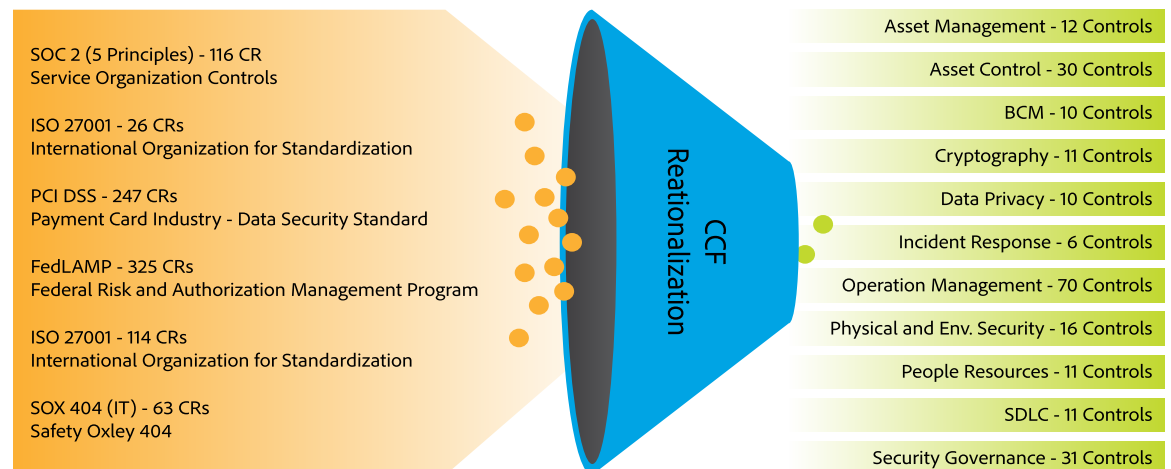 SOC 2 (5 Principles) - 116 CR
Service Organization Controls
ISO 27001 - 26 CRs
International Organization for Standardization
PCI DSS - 247 CRs
Payment Card Industry - Data Security Standard
FedLAMP - 325 CRs
Federal Risk and Authorization Management Program
ISO 27001 - 114 CRs
International Organization for Standardization
SOX 404 (IT) - 63 CRs
Safety Oxley 404
CCF
Reationalization
Asset Management - 12 Controls
Asset Control - 30 Controls
BCM - 10 Controls
Cryptography - 11 Controls
Data Privacy - 10 Controls
Incident Response - 6 Controls
Operation Management - 70 Controls
Physical and Env. Security - 16 Controls
People Resources - 11 Controls
SDLC - 11 Controls
Security Governance - 31 Controls